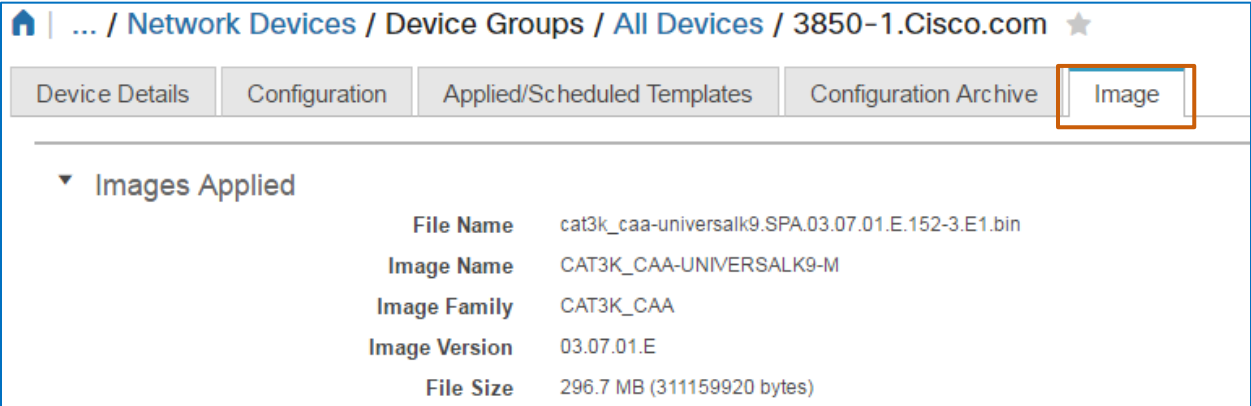 ... / Network Devices / Device Groups / All Devices / 3850-1.Cisco.com
Device Details Configuration Applied/Scheduled Templates Configuration Archive Image
Images Applied
File Name cat3k_caa-universalk9.SPA.03.07.01.E.152-3.E1.bin
Image Name CAT3K_CAA-UNIVERSALK9-M
Image Family CAT3K_CAA
Image Version 03.07.01.E
File Size 296.7 MB (311159920 bytes)